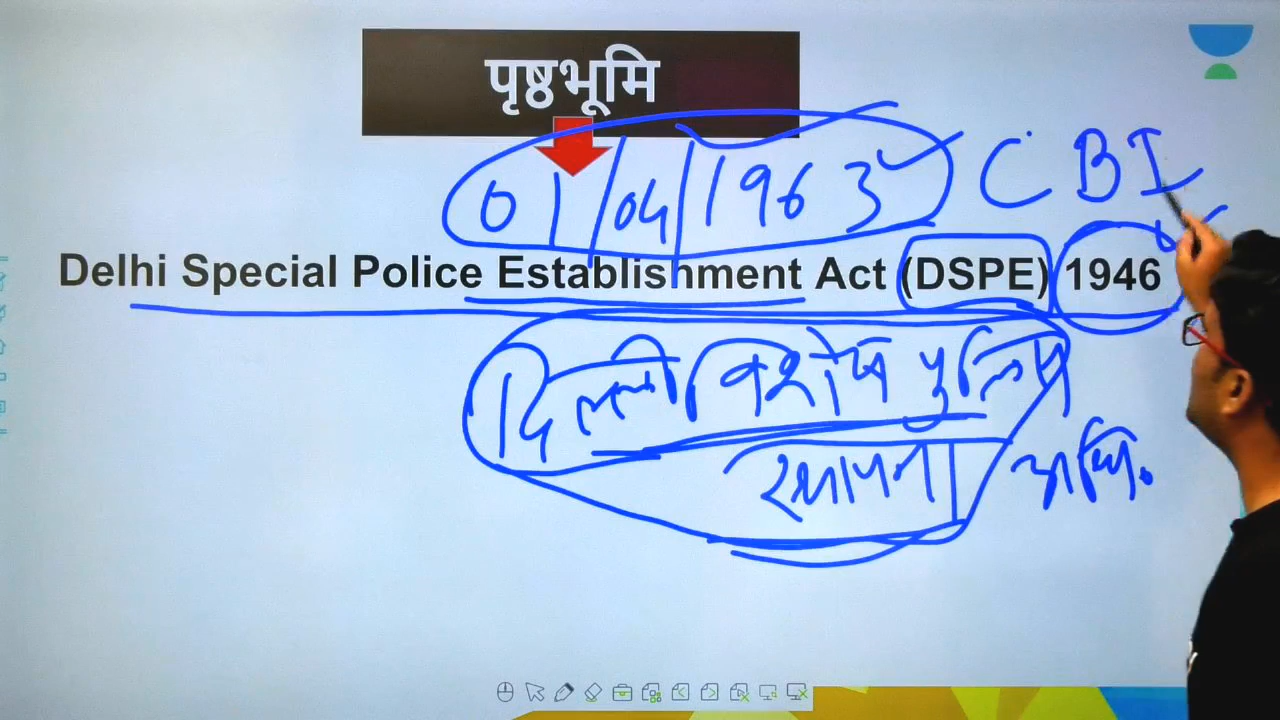 पृष्ठभूमि
01/04/1963 CBI
Delhi Special Police Establishment Act (DSPE) 1946
दिल्ली विशेष पुलिस
स्थापना अधि.